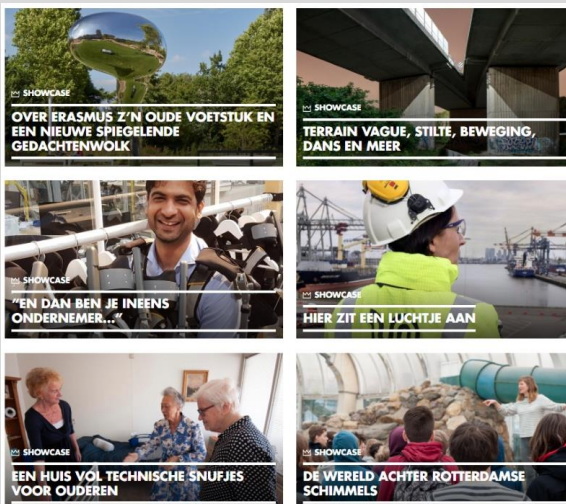 SHOWCASE
OVER ERASMUS Z'N OUDE VOETSTUK EN
EEN NIEUWE SPIEGELENDE
GEDACHTENWOLK
SHOWCASE
TERRAIN VAGUE, STILTE, BEWEGING,
DANS EN MEER
SHOWCASE
"EN DAN BEN JE INEENS
ONDERNEMER..."
SHOWCASE
HIER ZIT EEN LUCHTJE AAN
SHOWCASE
EEN HUIS VOL TECHNISCHE SNUFJES
VOOR OUDEREN
SHOWCASE
DE WERELD ACHTER ROTTERDAMSE
SCHIMMELS